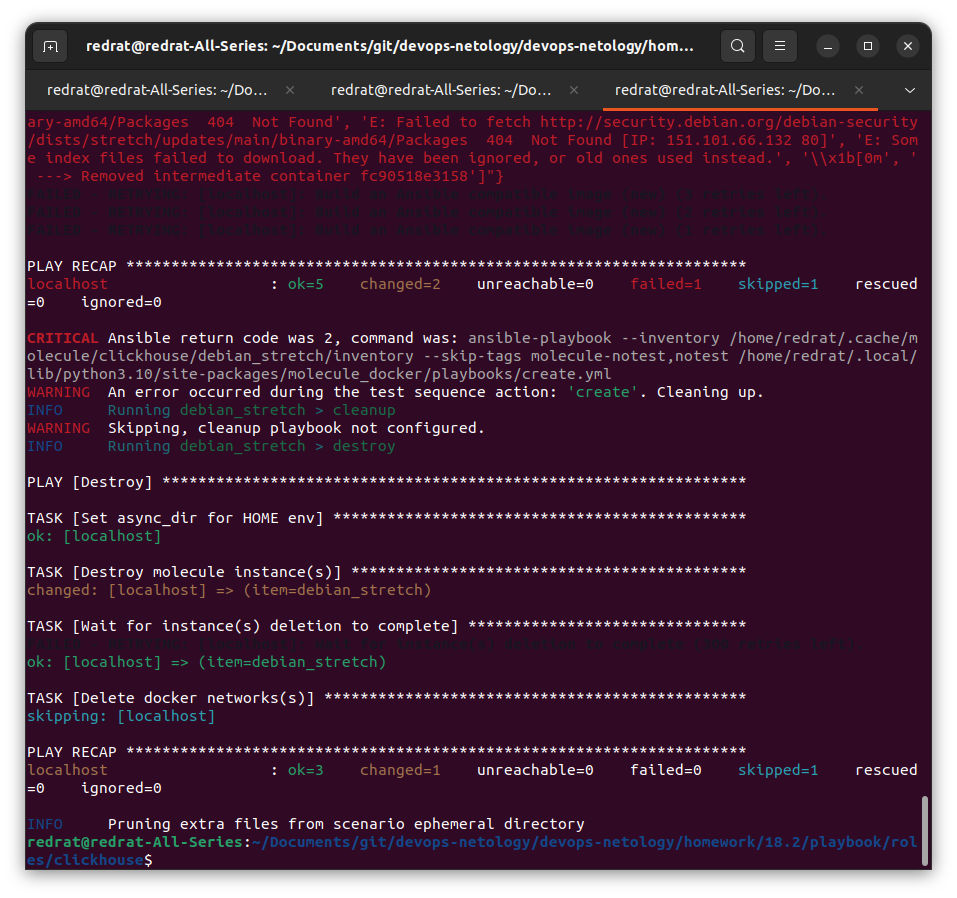 redrat@redrat-All-Series: ~/Documents/git/devops-netology/devops-netology/hom...
redrat@redrat-All-Series: ~/Do... redrat@redrat-All-Series: ~/Do... redrat@redrat-All-Series: ~/Do...
ary-amd64/Packages  404  Not Found', 'E: Failed to fetch http://security.debian.org/debian-security
/dists/stretch/updates/main/binary-amd64/Packages  404  Not Found [IP: 151.101.66.132 80]', 'E: Som
e index files failed to download. They have been ignored, or old ones used instead.', '\\x1b[0m', '
 ---> Removed intermediate container fc90518e3158']"}
PLAY RECAP *********************************************************************
localhost                  : ok=5    changed=2    unreachable=0    failed=1    skipped=1    rescued
=0    ignored=0
CRITICAL Ansible return code was 2, command was: ansible-playbook --inventory /home/redrat/.cache/m
olecule/clickhouse/debian_stretch/inventory --skip-tags molecule-notest,notest /home/redrat/.local/
lib/python3.10/site-packages/molecule_docker/playbooks/create.yml
WARNING  An error occurred during the test sequence action: 'create'. Cleaning up.
INFO     Running debian_stretch > cleanup
WARNING  Skipping, cleanup playbook not configured.
INFO     Running debian_stretch > destroy
PLAY [Destroy] *****************************************************************
TASK [Set async_dir for HOME env] **********************************************
ok: [localhost]
TASK [Destroy molecule instance(s)] ********************************************
changed: [localhost] => (item=debian_stretch)
TASK [Wait for instance(s) deletion to complete] *******************************
ok: [localhost] => (item=debian_stretch)
TASK [Delete docker networks(s)] ***********************************************
skipping: [localhost]
PLAY RECAP *********************************************************************
localhost                  : ok=3    changed=1    unreachable=0    failed=0    skipped=1    rescued
=0    ignored=0
INFO     Pruning extra files from scenario ephemeral directory
redrat@redrat-All-Series:~/Documents/git/devops-netology/devops-netology/homework/18.2/playbook/rol
es/clickhouse$